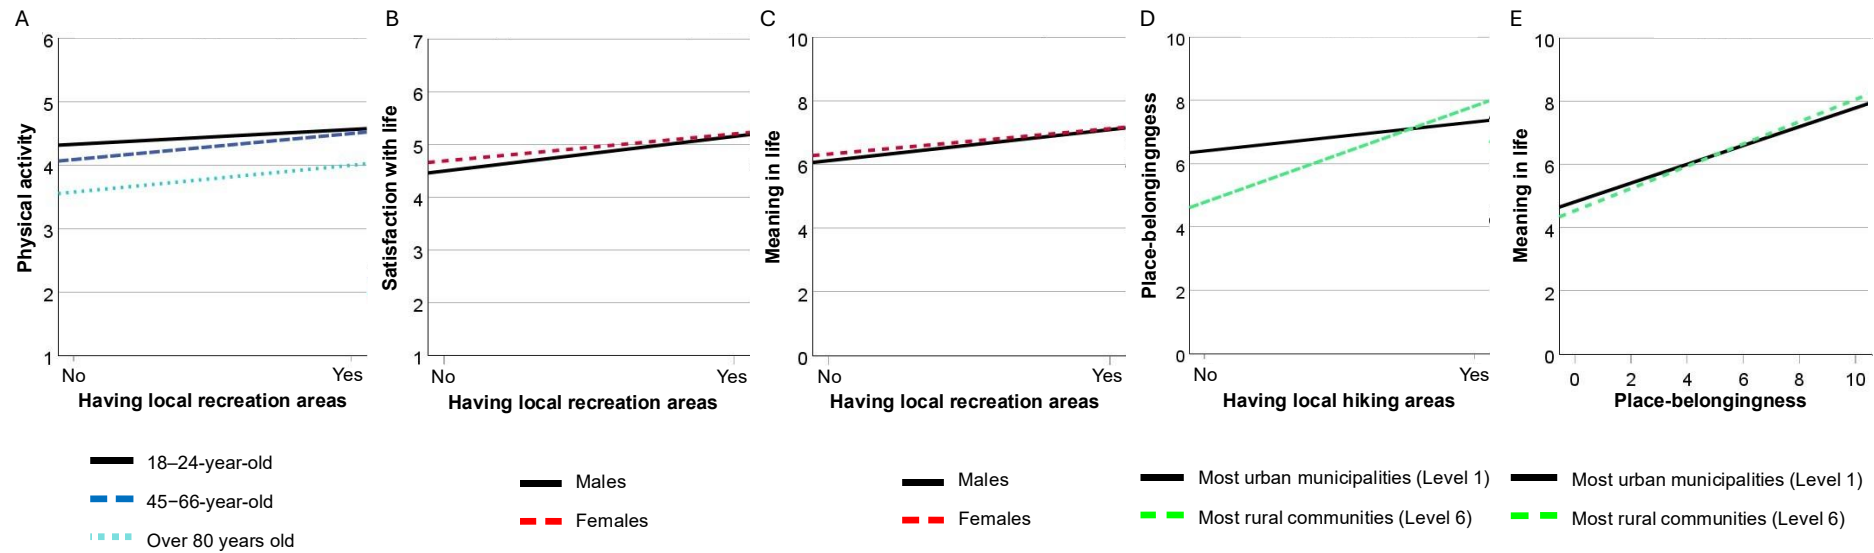 A
Physical activity
6
5
4
3
2
1
No Yes
Having local recreation areas
18–24-year-old
45–66-year-old
Over 80 years old
B
Satisfaction with life
7
6
5
4
3
2
1
No Yes
Having local recreation areas
Males
Females
C
Meaning in life
10
8
6
4
2
0
No Yes
Having local recreation areas
Males
Females
D
Place-belongingngess
10
8
6
4
2
0
No Yes
Having local hiking areas
Most urban municipalities (Level 1)
Most rural communities (Level 6)
E
Meaning in life
10
8
6
4
2
0
0 2 4 6 8 10
Place-belongingness
Most urban municipalities (Level 1)
Most rural communities (Level 6)